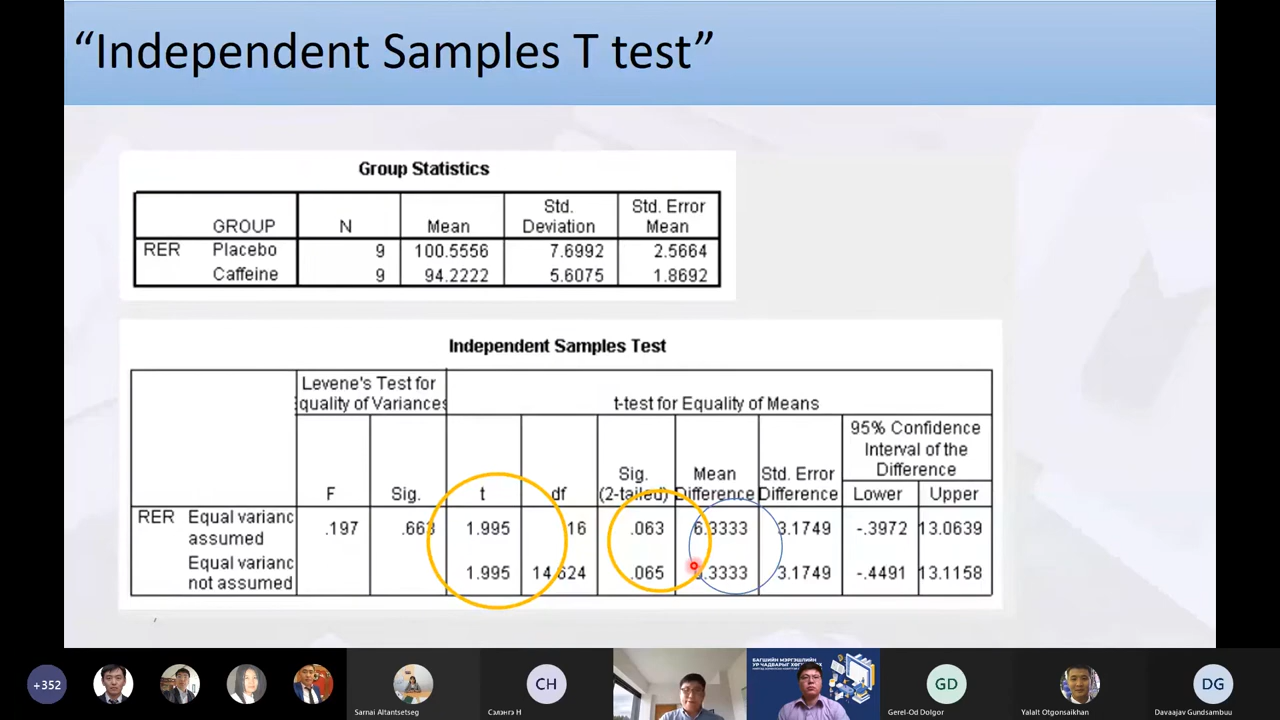 “Independent Samples T test”
Group Statistics
GROUP N Mean Std. Deviation Std. Error Mean
RER Placebo 9 100.5556 7.6992 2.5664
Caffeine 9 94.2222 5.6075 1.8692
Independent Samples Test
Levene's Test for
quality of Variances
t-test for Equality of Means
95% Confidence
Interval of the
Difference
F Sig. t df Sig. (2-tailed) Mean Difference Std. Error Difference Lower Upper
RER Equal varianc assumed .197 .663 1.995 16 .063 6.3333 3.1749 -.3972 13.0639
Equal varianc not assumed 1.995 14.624 .065 6.3333 3.1749 -.4491 13.1158
+352
Sarnai Altantsetseg
CH
Сэлэнгэ Н
БАГШИЙН МЭРГЭШЛИЙН
GD
Gerel-Od Dolgor
Yalalt Otgonsaikhan
DG
Davaajav Gundsambuu